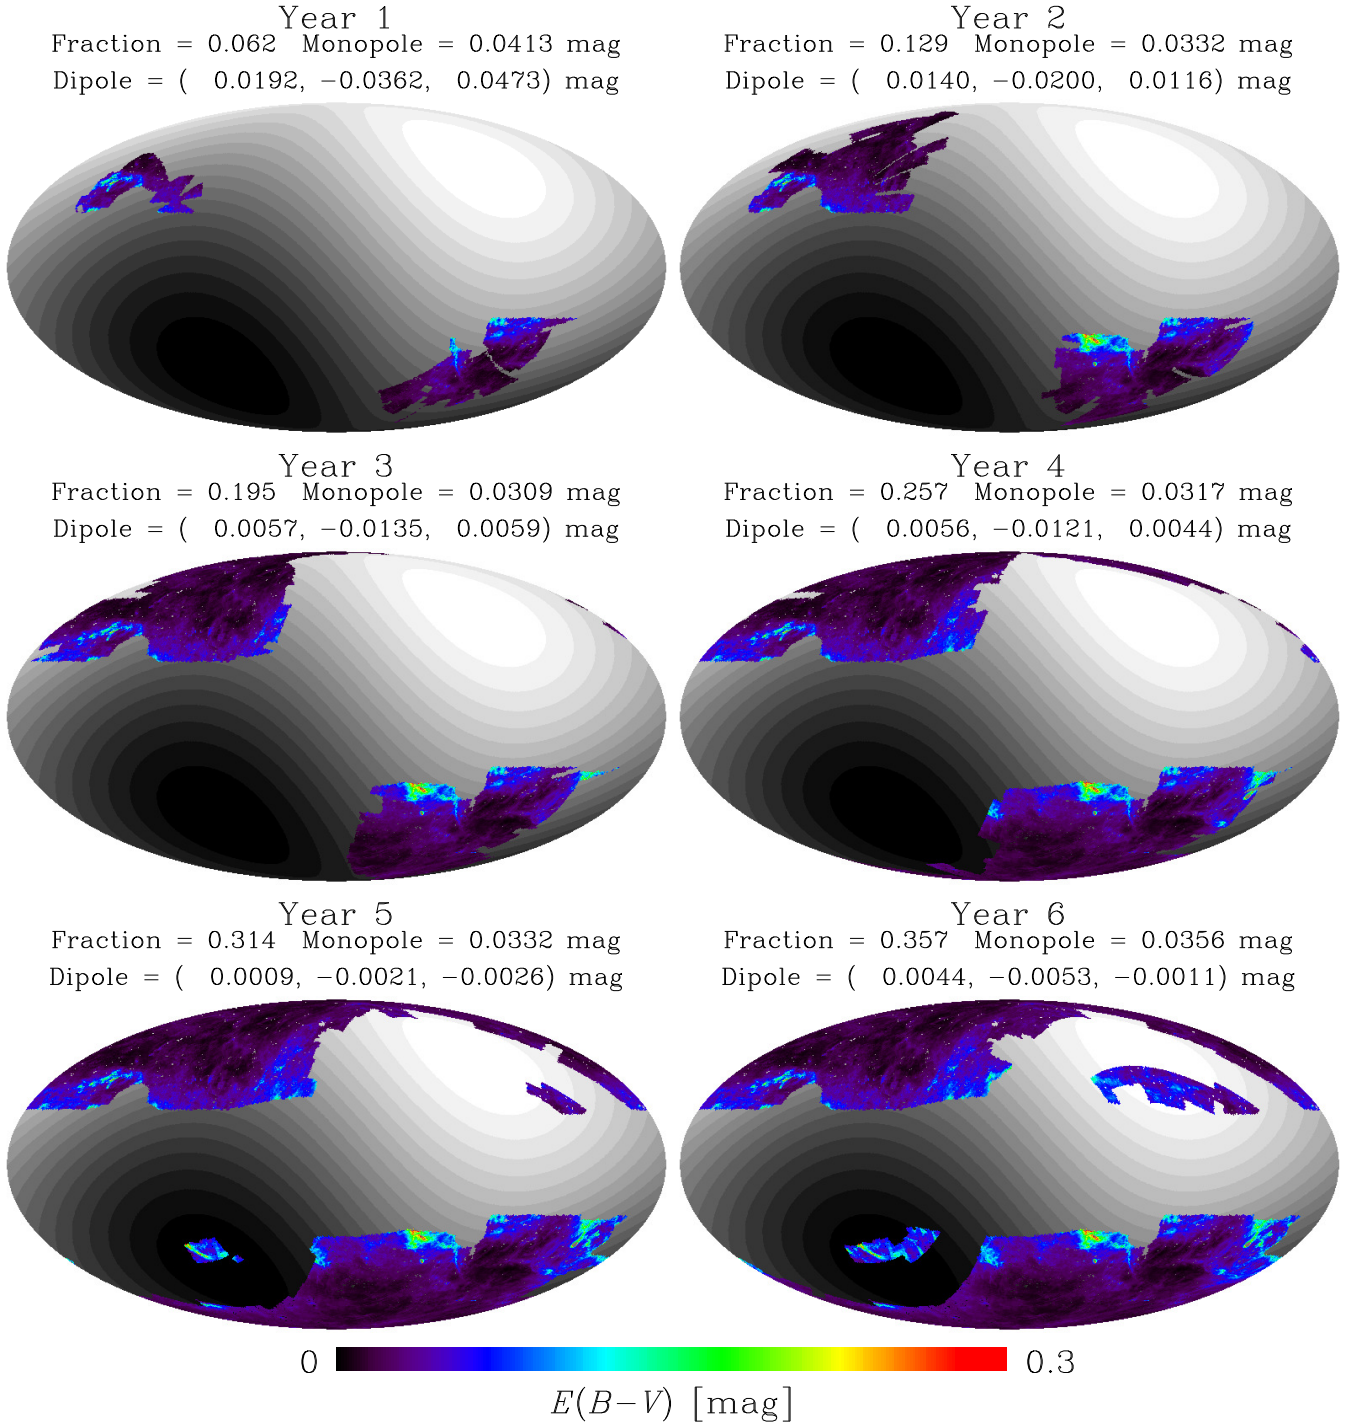 Year 1
Fraction = 0.062 Monopole = 0.0413 mag
Dipole = ( 0.0192, −0.0362, 0.0473) mag
Year 2
Fraction = 0.129 Monopole = 0.0332 mag
Dipole = ( 0.0140, −0.0200, 0.0116) mag
Year 3
Fraction = 0.195 Monopole = 0.0309 mag
Dipole = ( 0.0057, −0.0135, 0.0059) mag
Year 4
Fraction = 0.257 Monopole = 0.0317 mag
Dipole = ( 0.0056, −0.0121, 0.0044) mag
Year 5
Fraction = 0.314 Monopole = 0.0332 mag
Dipole = ( 0.0009, −0.0021, −0.0026) mag
Year 6
Fraction = 0.357 Monopole = 0.0356 mag
Dipole = ( 0.0044, −0.0053, −0.0011) mag
0 0.3
E(B−V) [mag]